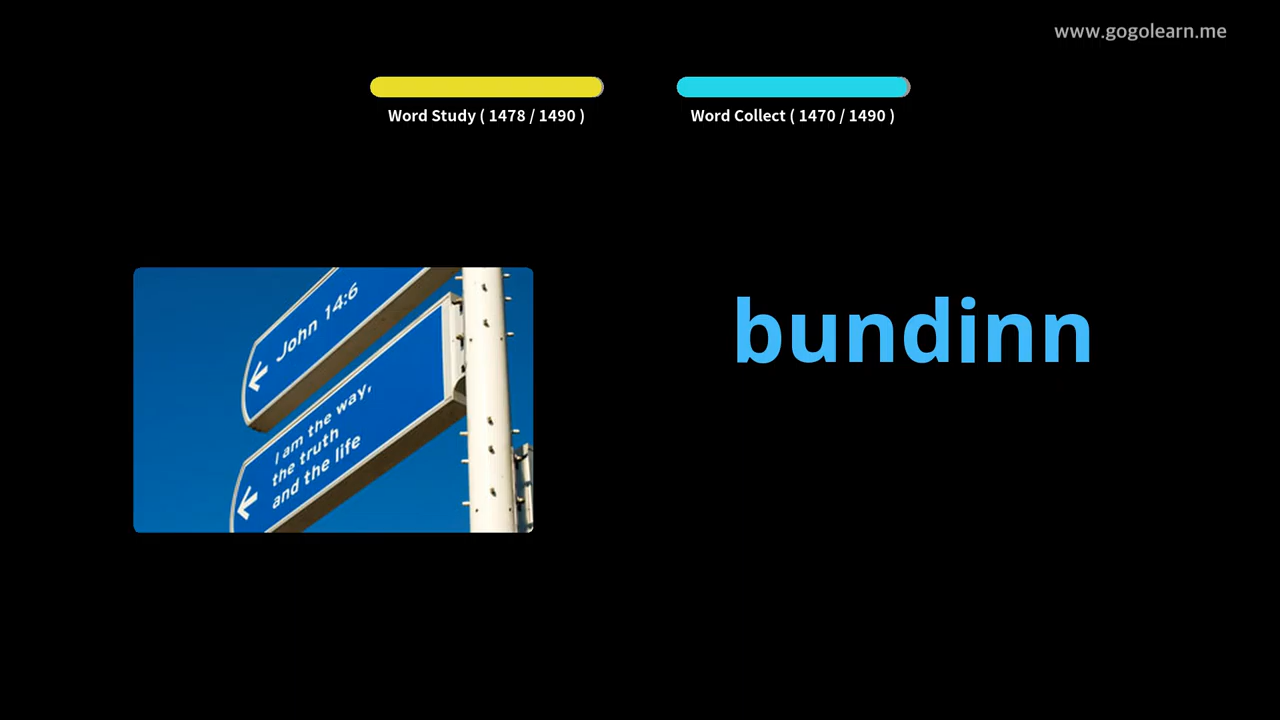 www.gogolearn.me
Word Study ( 1478 / 1490 )
Word Collect ( 1470 / 1490 )
bundinn
John 14:6
I am the way,
the truth
and the life